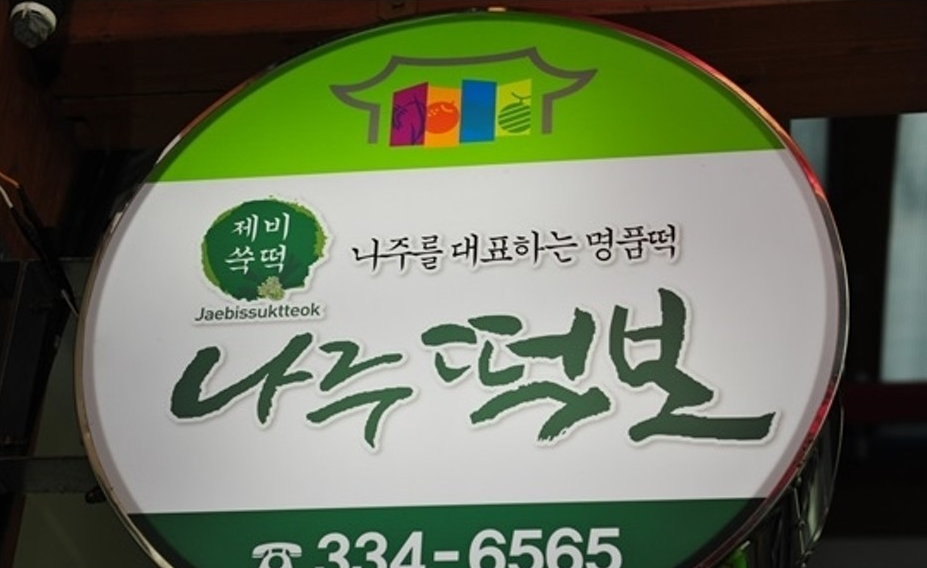 제비
쑥떡
Jaebissuktteok
나주를 대표하는 명품떡
나주 떡보
☎ 334-6565